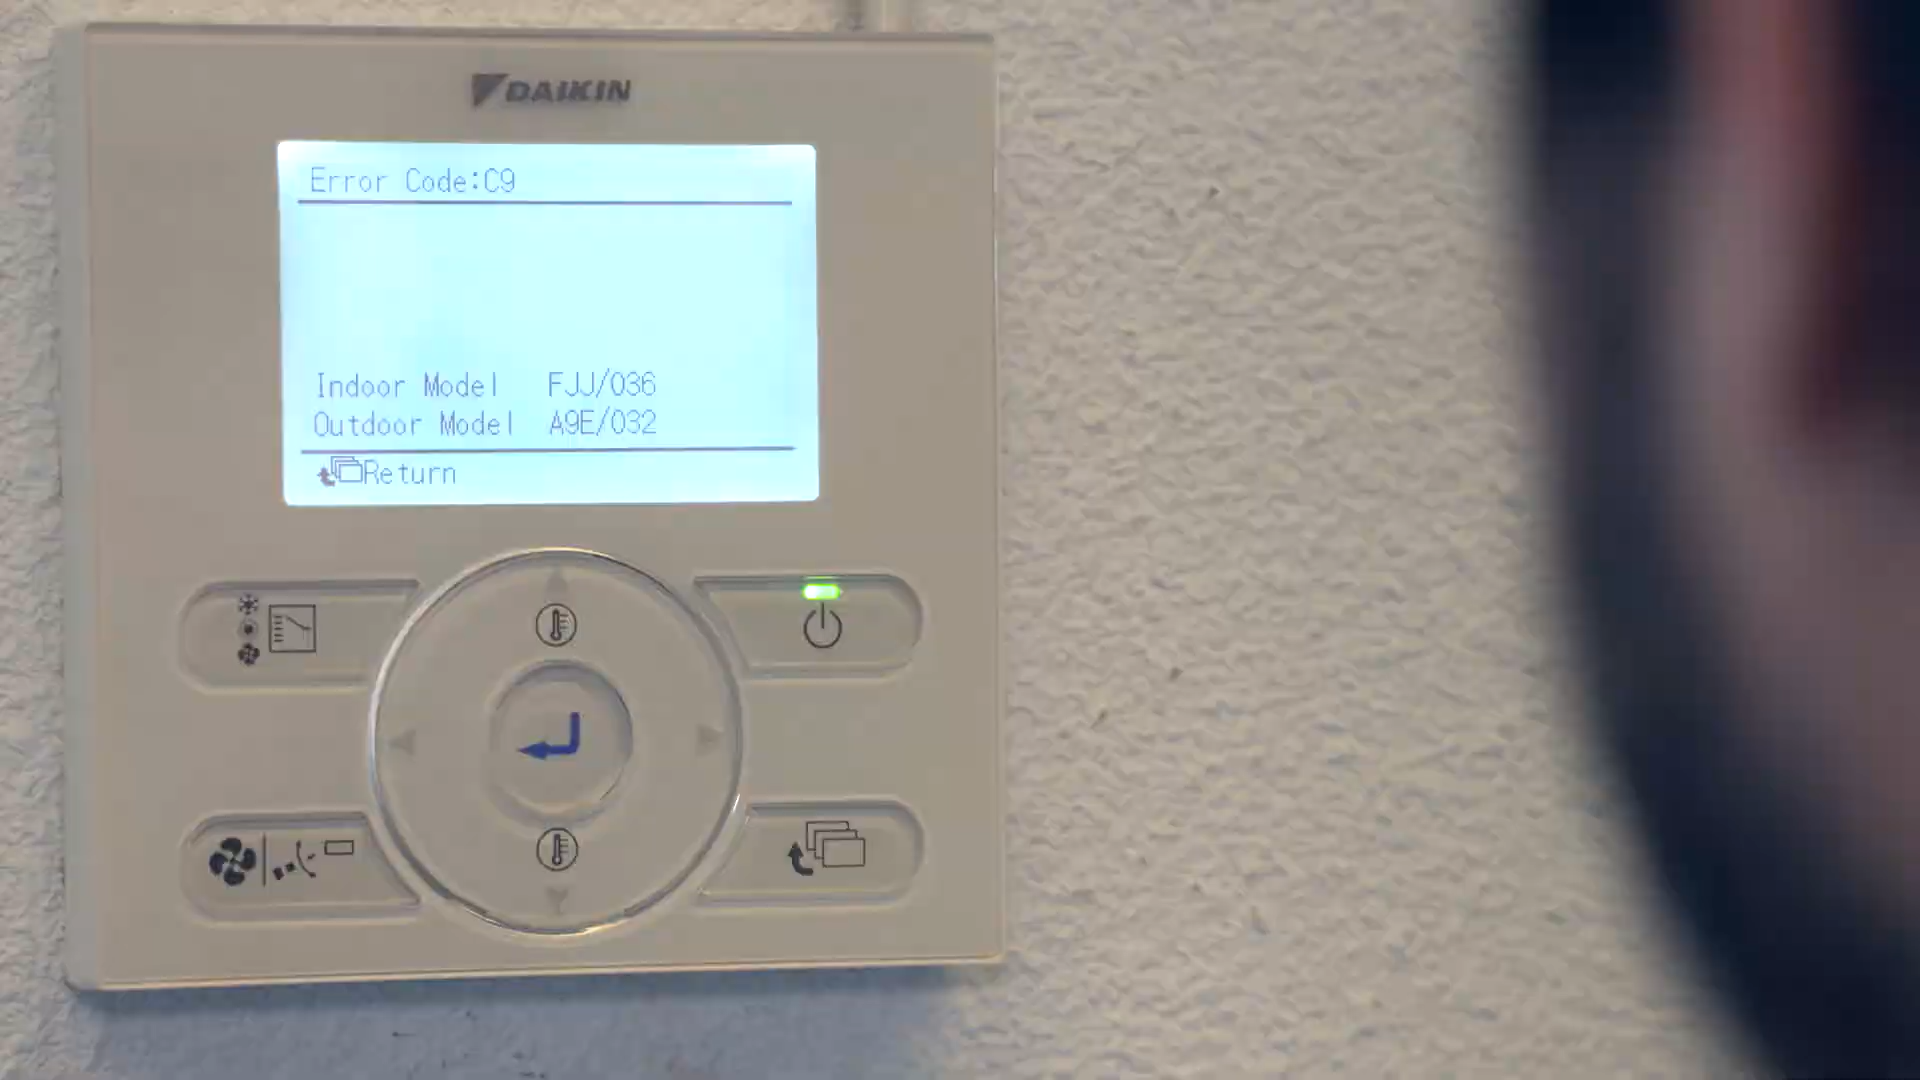 DAIKIN
Error Code:C9
Indoor Model FJJ/036
Outdoor Model A9E/032
Return